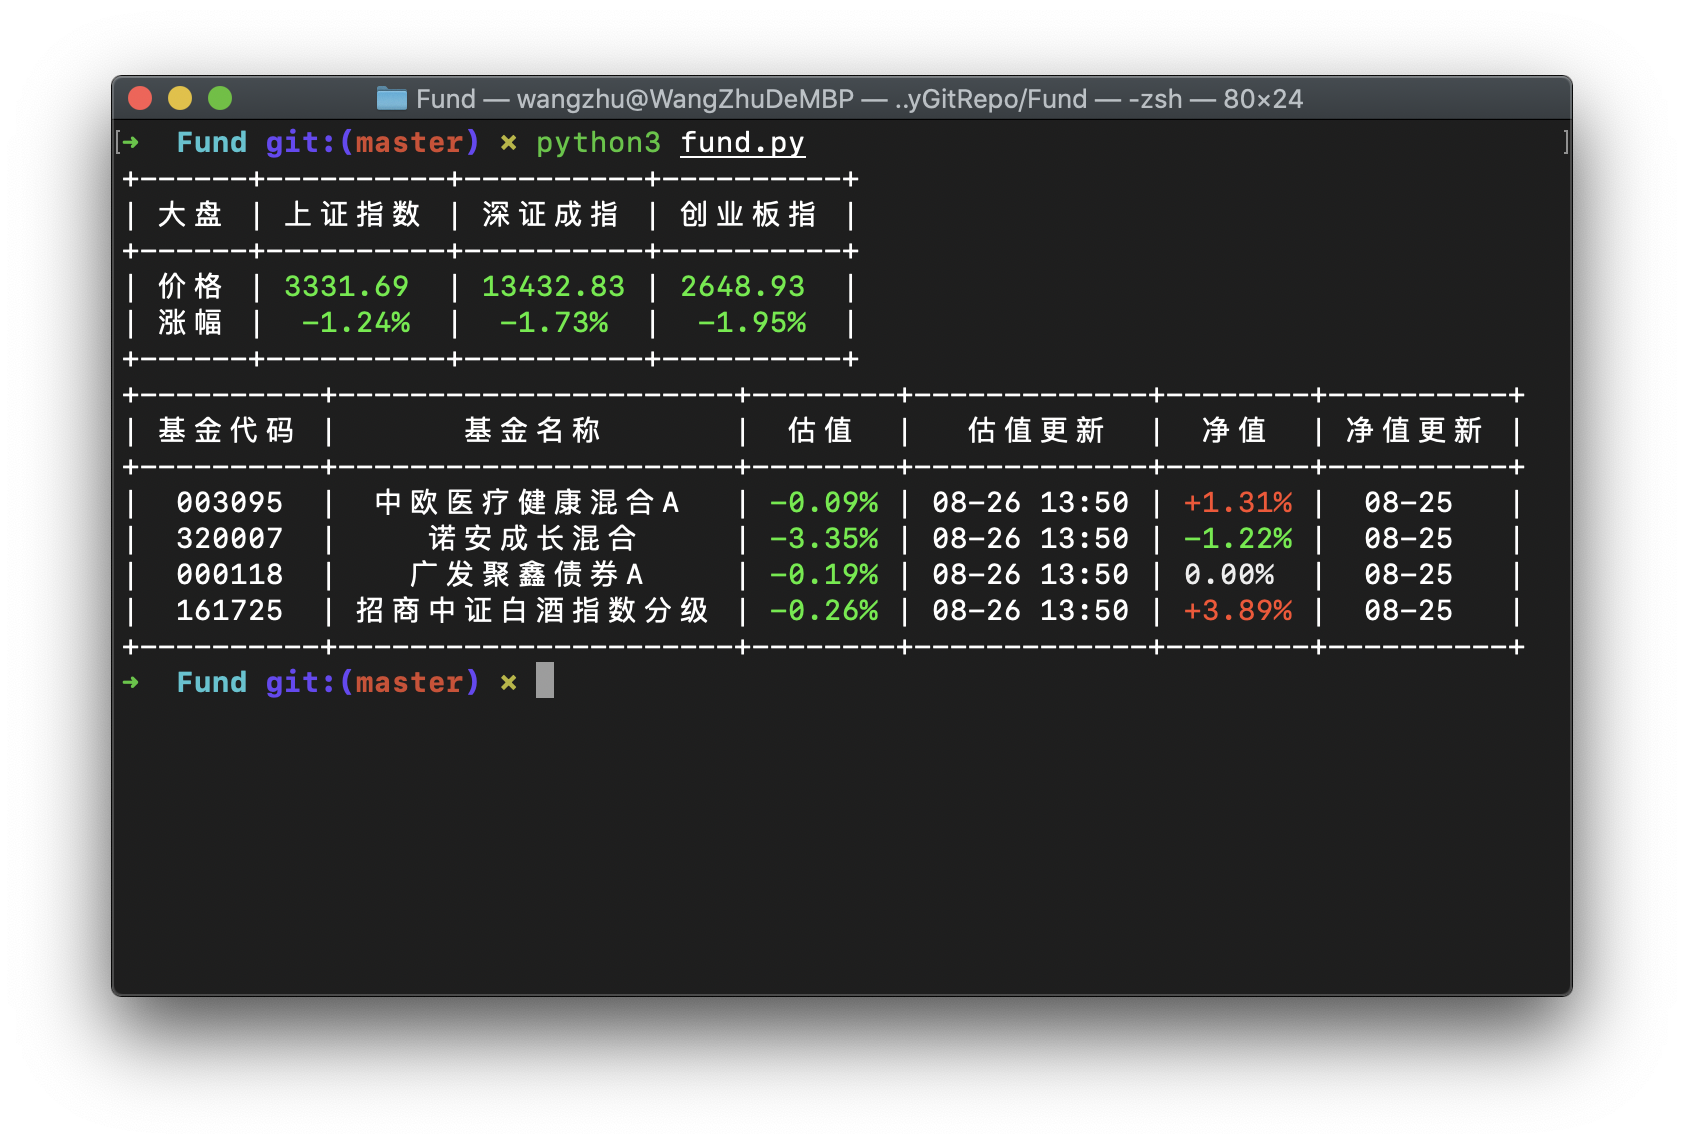 Fund — wangzhu@WangZhuDeMBP — ..yGitRepo/Fund — -zsh — 80×24
[➜  Fund git:(master) × python3 fund.py ]
+------+----------+----------+----------+
| 大盘 | 上证指数 | 深证成指 | 创业板指 |
+------+----------+----------+----------+
| 价格 | 3331.69  | 13432.83 | 2648.93  |
| 涨幅 |  -1.24%  |  -1.73%  |  -1.95%  |
+------+----------+----------+----------+
+----------+----------------------+--------+-------------+--------+----------+
| 基金代码 |       基金名称       |  估值  |   估值更新  |  净值  | 净值更新 |
+----------+----------------------+--------+-------------+--------+----------+
|  003095  |  中欧医疗健康混合A   | -0.09% | 08-26 13:50 | +1.31% |  08-25   |
|  320007  |     诺安成长混合     | -3.35% | 08-26 13:50 | -1.22% |  08-25   |
|  000118  |    广发聚鑫债券A     | -0.19% | 08-26 13:50 | 0.00%  |  08-25   |
|  161725  | 招商中证白酒指数分级 | -0.26% | 08-26 13:50 | +3.89% |  08-25   |
+----------+----------------------+--------+-------------+--------+----------+
➜  Fund git:(master) ×